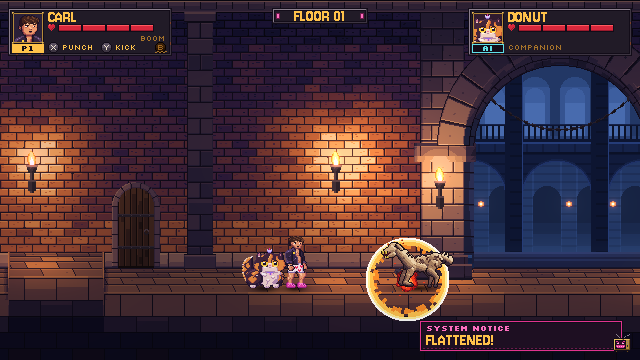 CARL
P1
X PUNCH Y KICK
BOOM
B
FLOOR 01
DONUT
AI
COMPANION
SYSTEM NOTICE
FLATTENED!